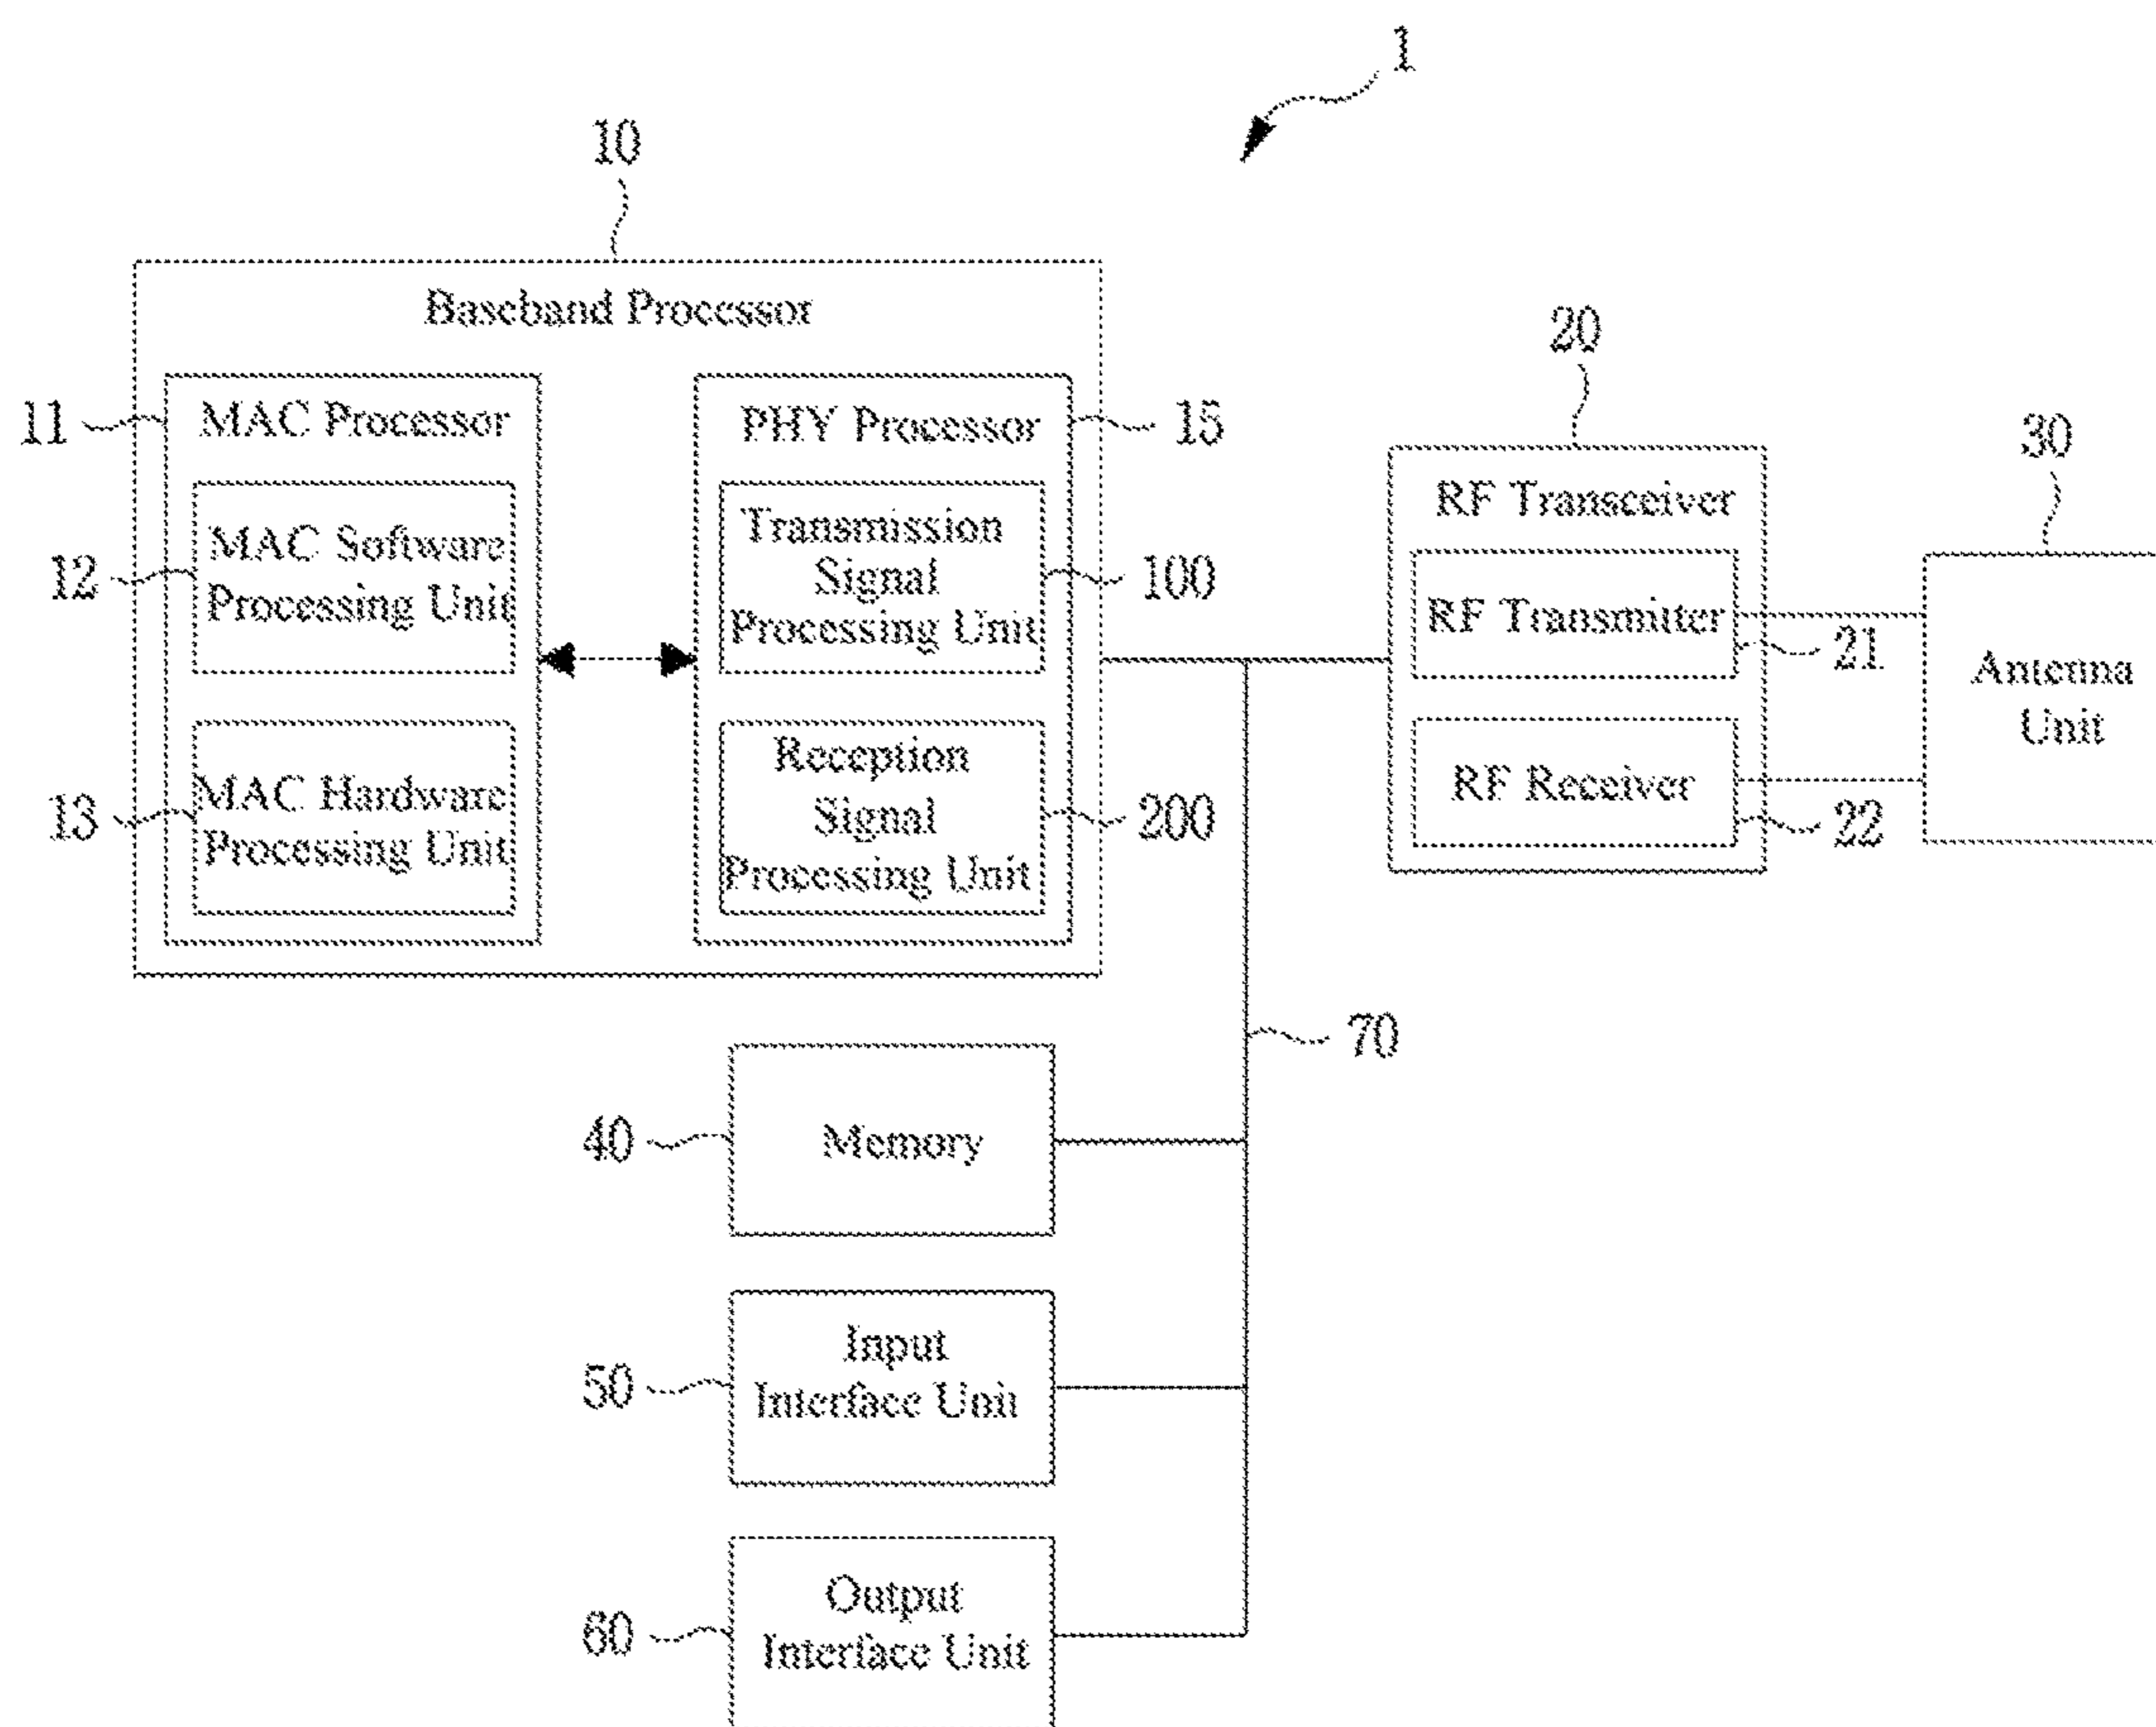 1
10
Baseband Processor
11
MAC Processor
12
MAC Software
Processing Unit
13
MAC Hardware
Processing Unit
PHY Processor
15
Transmission
Signal
Processing Unit
100
Reception
Signal
Processing Unit
200
20
RF Transceiver
RF Transmitter
21
RF Receiver
22
30
Antenna
Unit
70
40
Memory
50
Input
Interface Unit
60
Output
Interface Unit